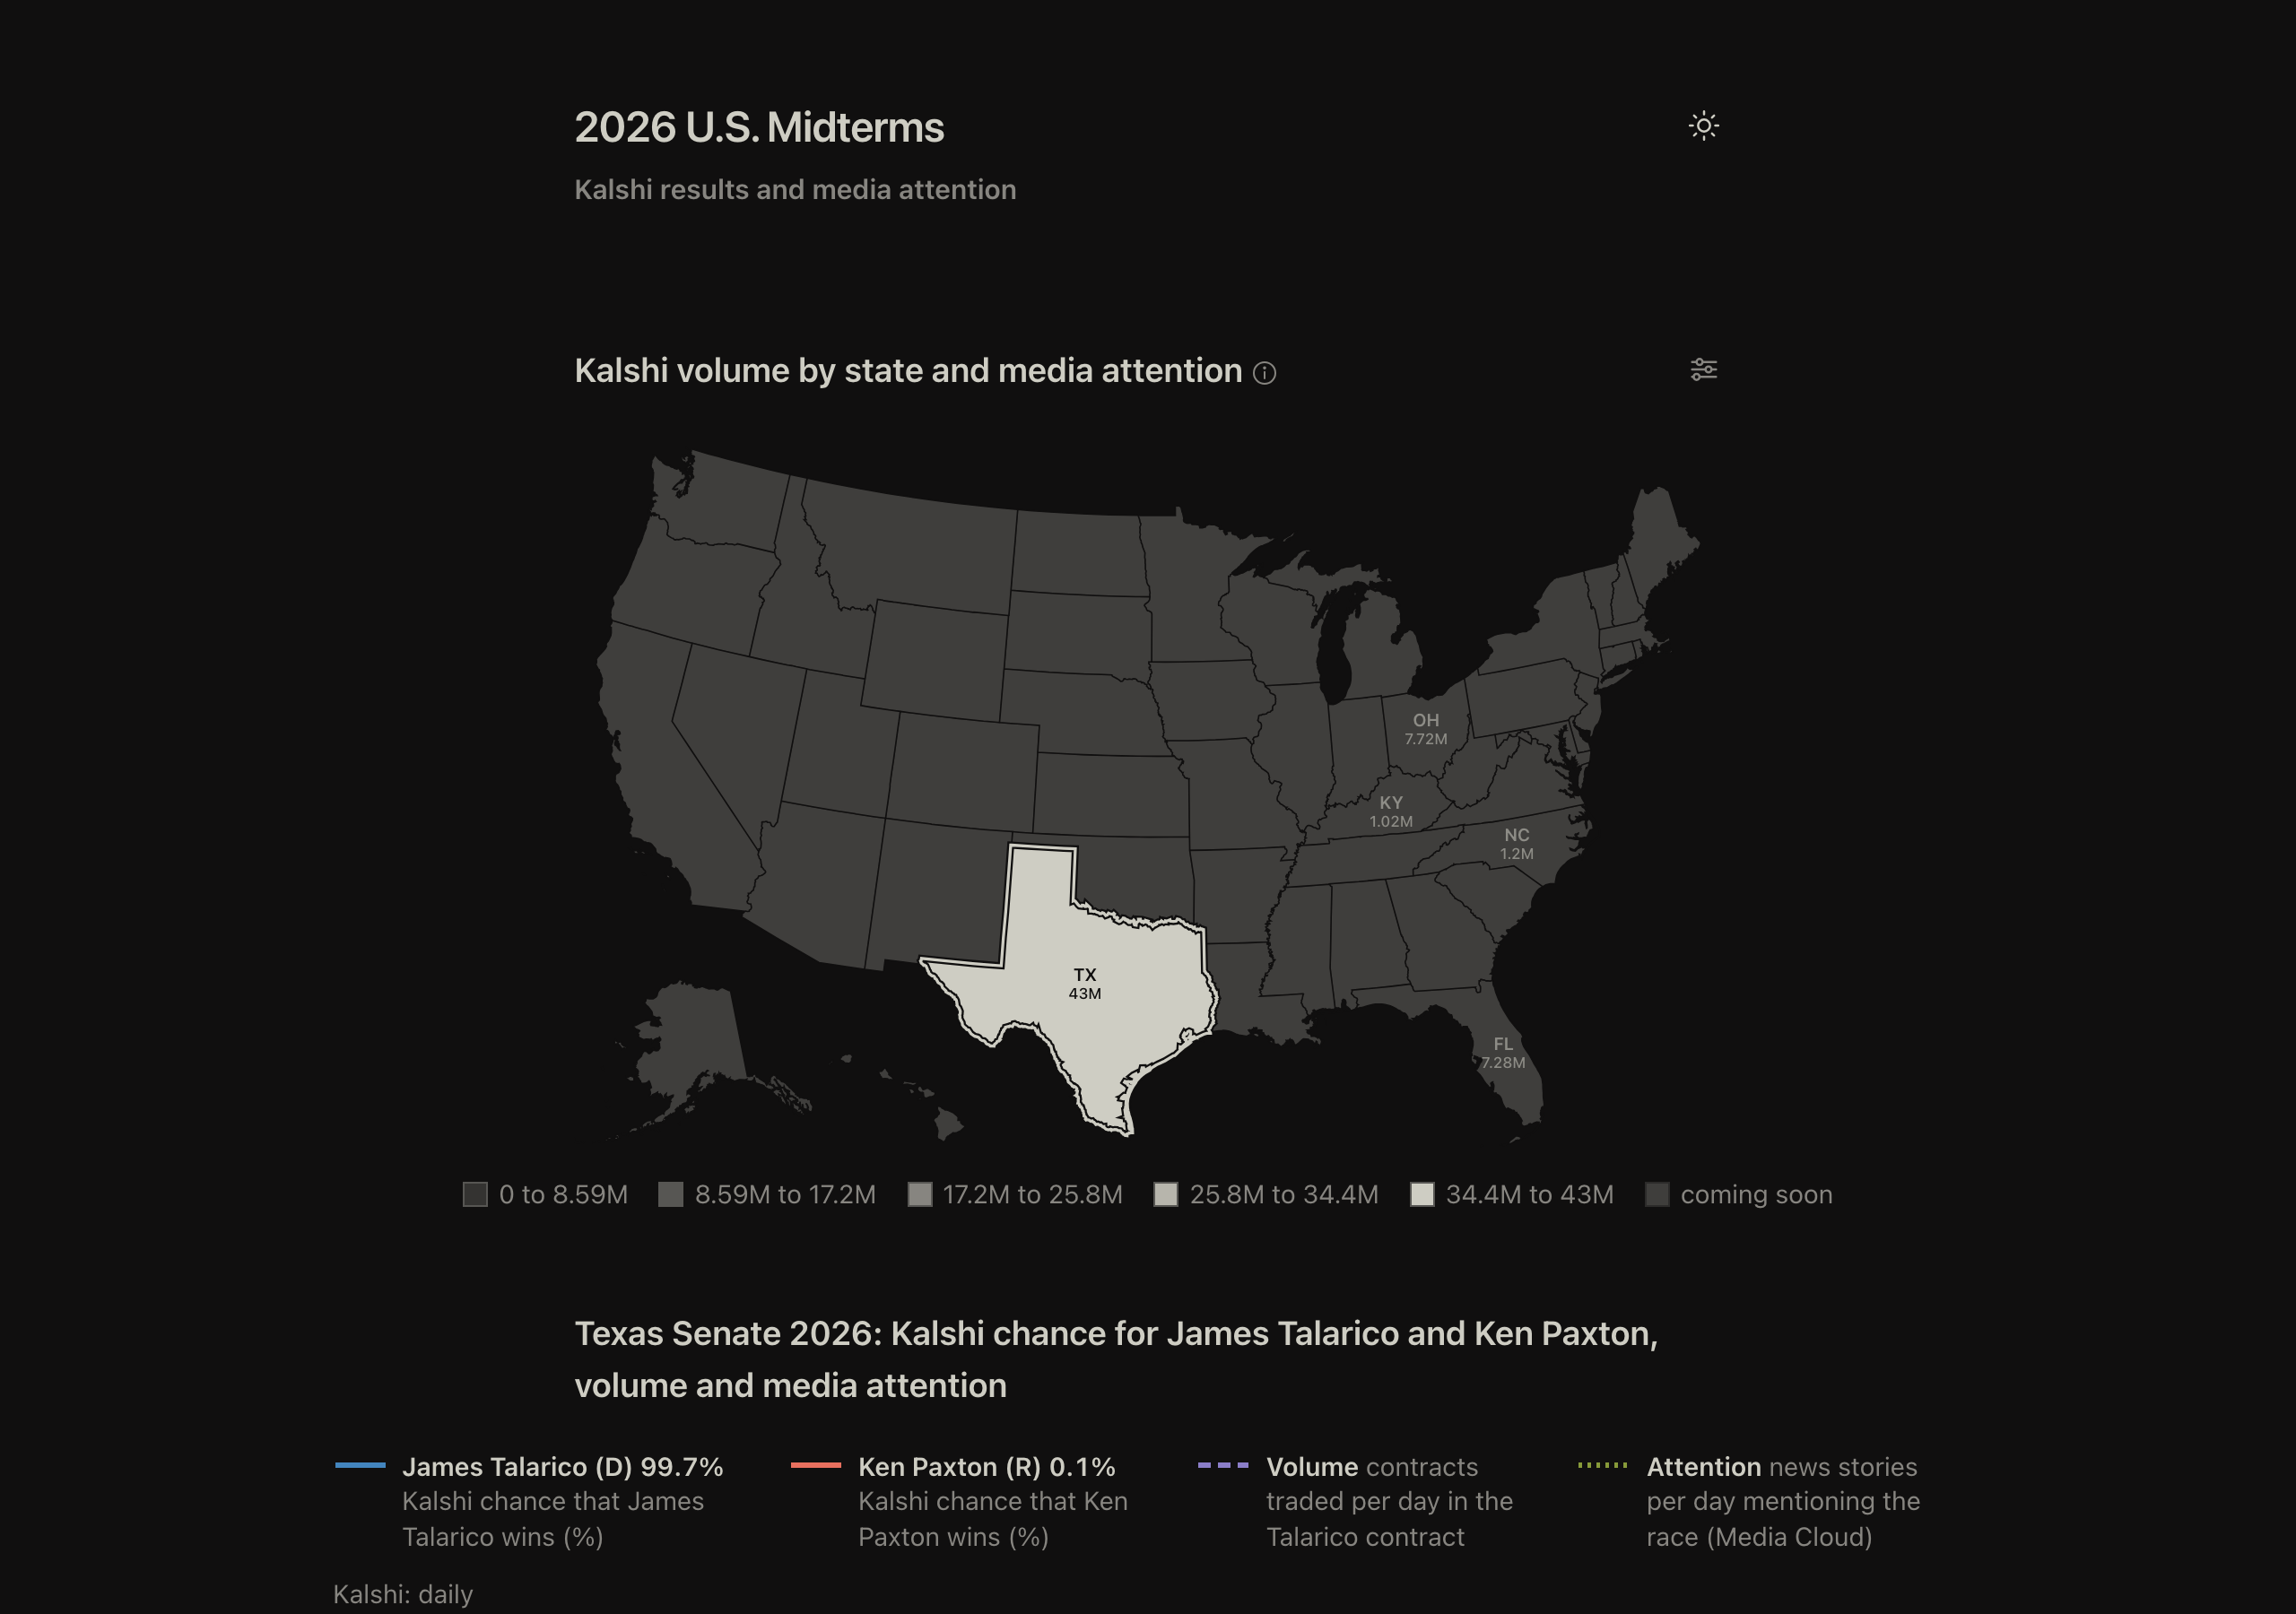 2026 U.S. Midterms
Kalshi results and media attention
Kalshi volume by state and media attention
OH
7.72M
KY
1.02M
NC
1.2M
TX
43M
FL
7.28M
0 to 8.59M 8.59M to 17.2M 17.2M to 25.8M 25.8M to 34.4M 34.4M to 43M coming soon
Texas Senate 2026: Kalshi chance for James Talarico and Ken Paxton,
volume and media attention
James Talarico (D) 99.7%
Kalshi chance that James
Talarico wins (%)
Ken Paxton (R) 0.1%
Kalshi chance that Ken
Paxton wins (%)
Volume contracts
traded per day in the
Talarico contract
Attention news stories
per day mentioning the
race (Media Cloud)
Kalshi: daily